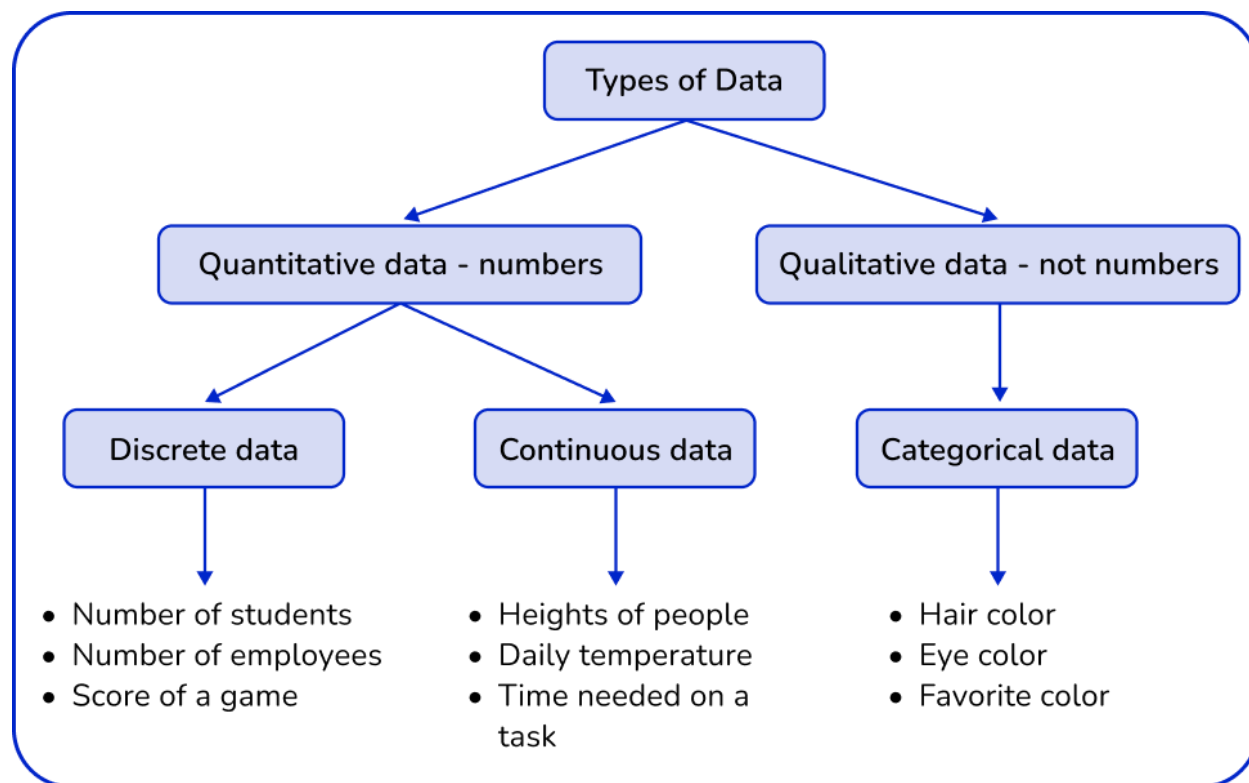 Types of Data
Quantitative data - numbers
Qualitative data - not numbers
Discrete data
Continuous data
Categorical data
• Number of students
• Number of employees
• Score of a game
• Heights of people
• Daily temperature
• Time needed on a
task
• Hair color
• Eye color
• Favorite color